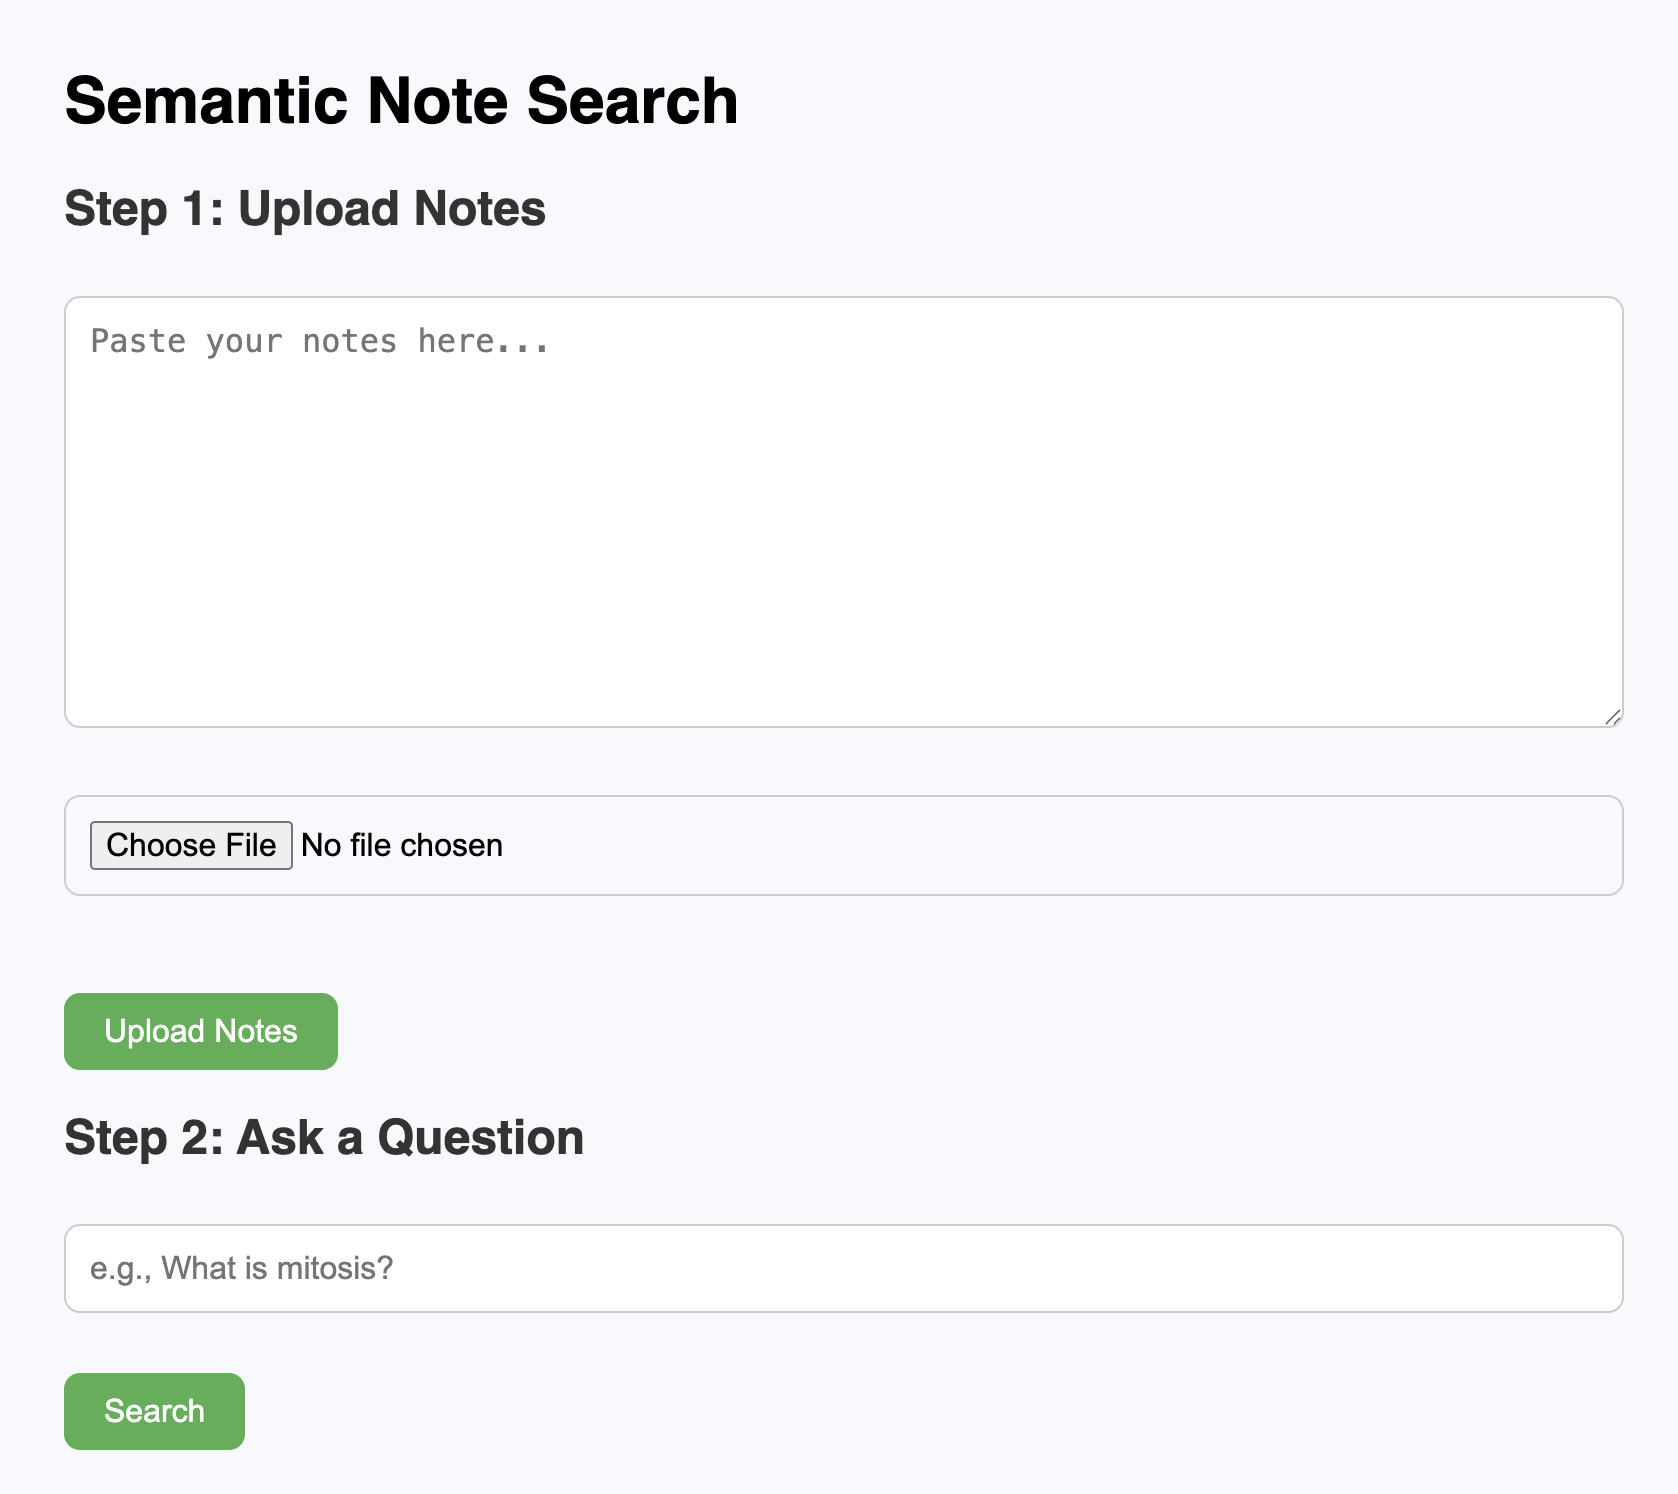 Semantic Note Search
Step 1: Upload Notes
Paste your notes here...
Choose File No file chosen
Upload Notes
Step 2: Ask a Question
e.g., What is mitosis?
Search